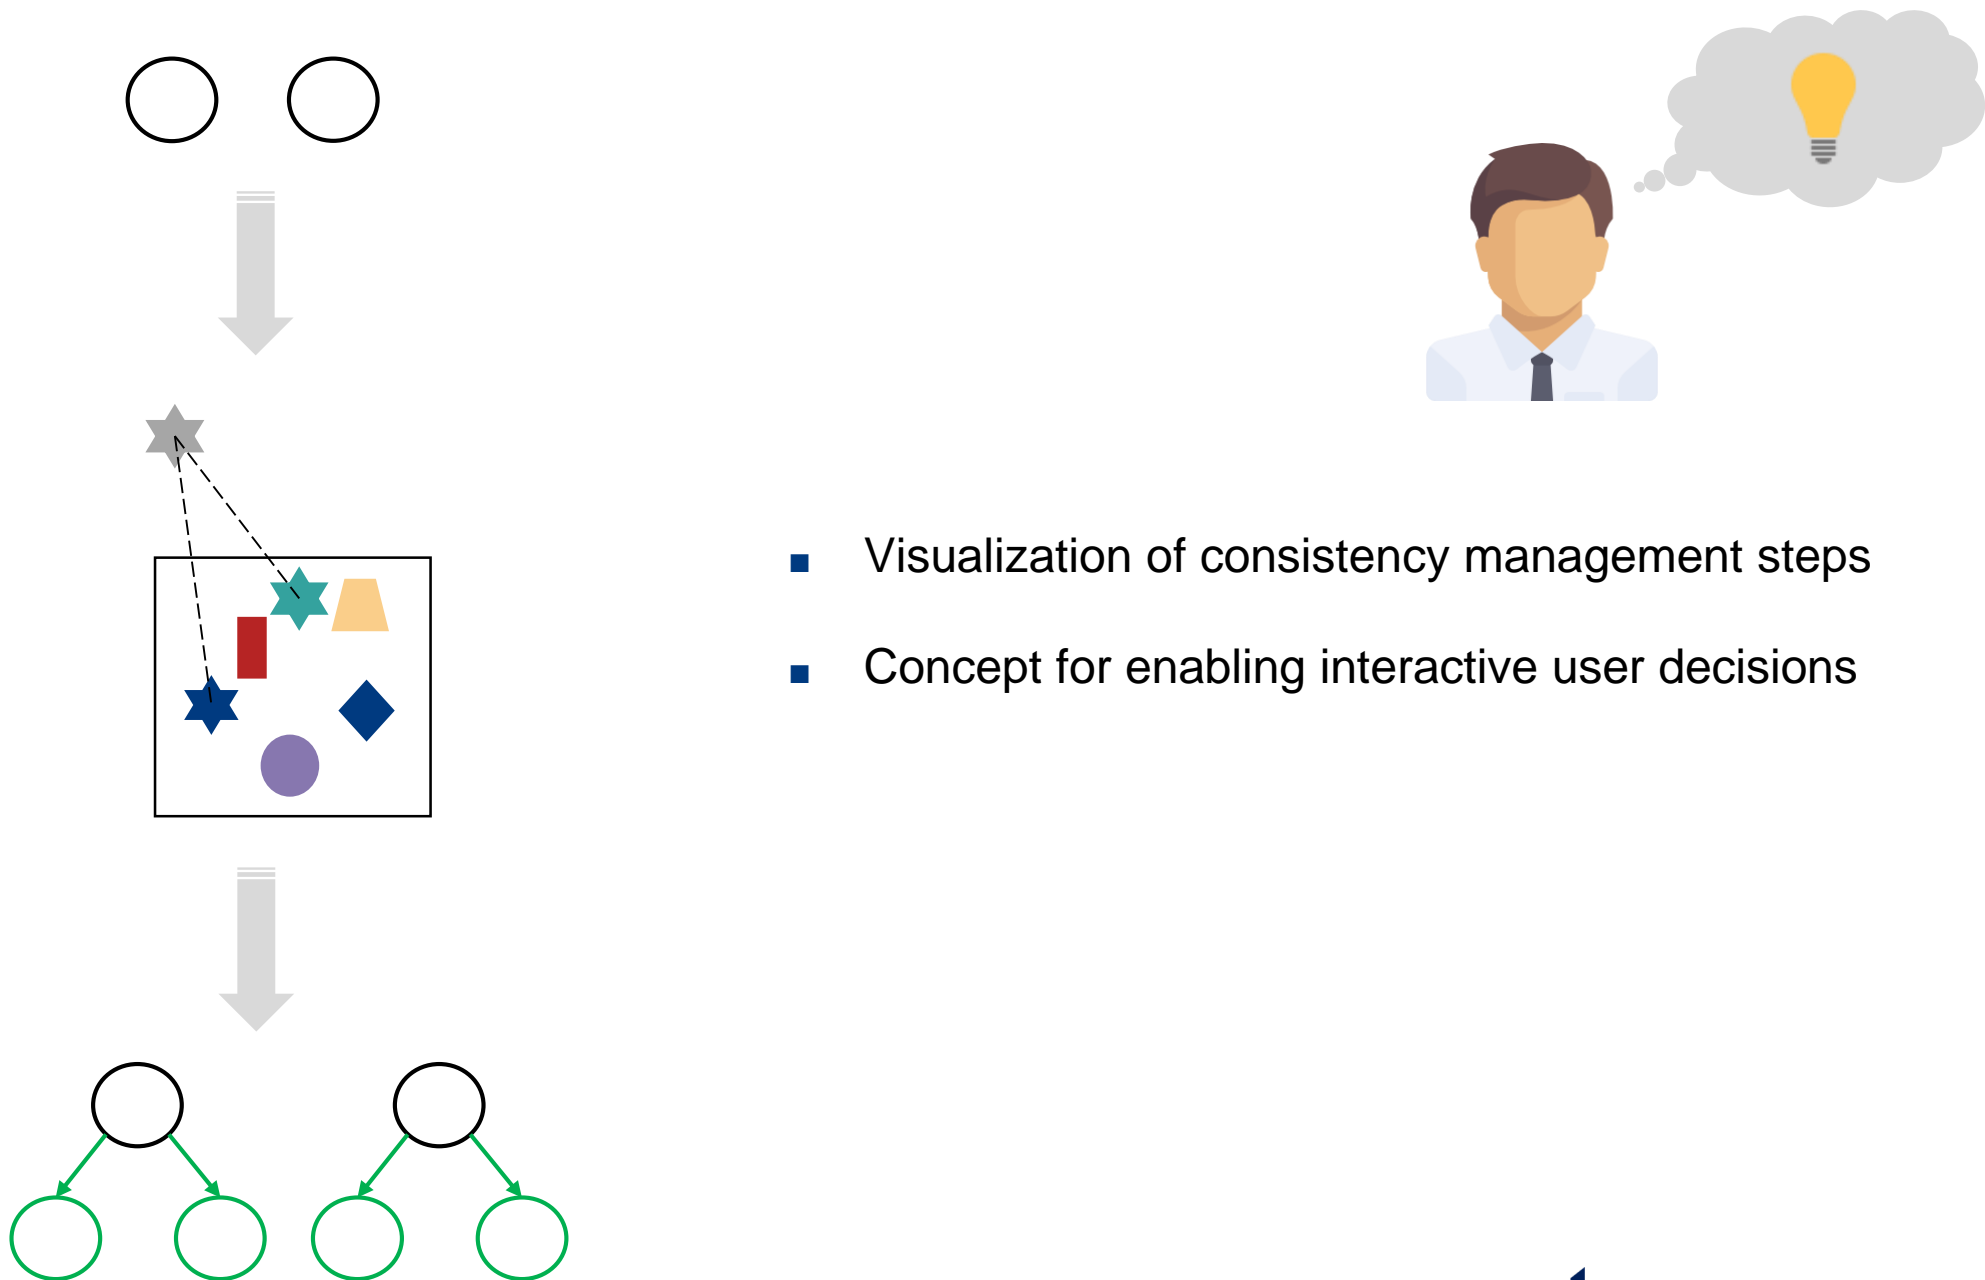 Visualization of consistency management steps
Concept for enabling interactive user decisions